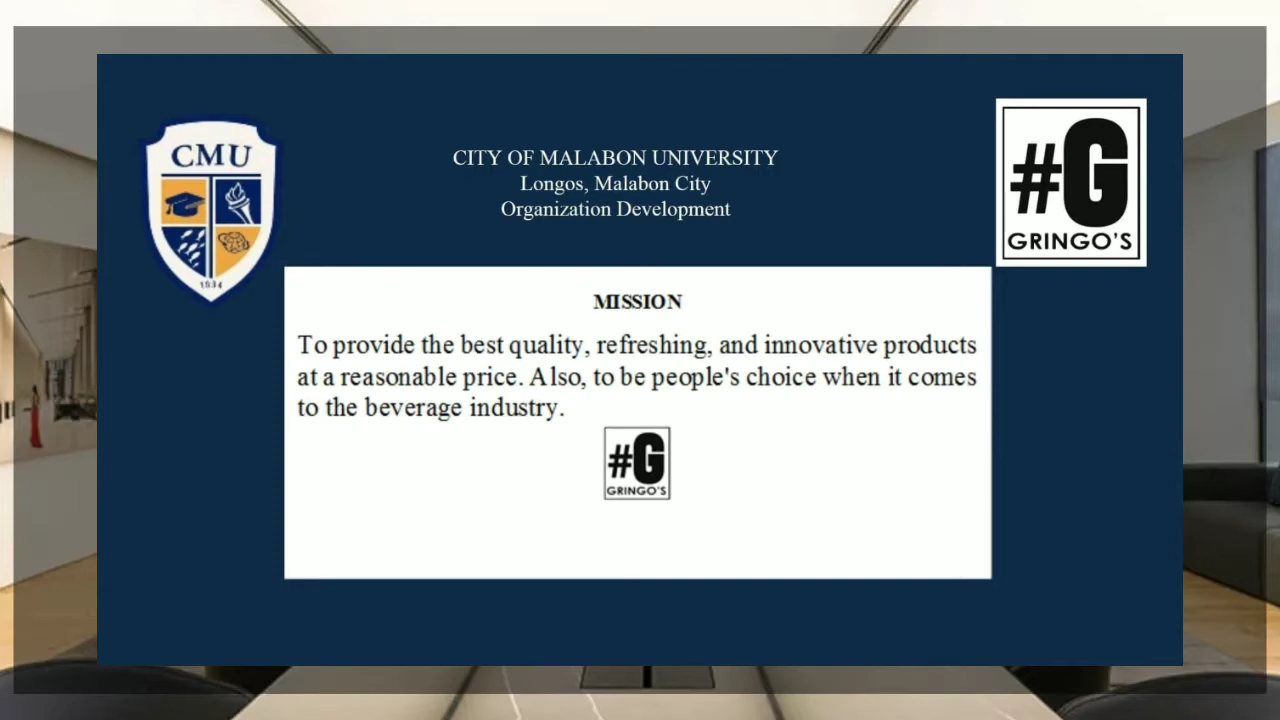 CMU
1934
CITY OF MALABON UNIVERSITY
Longos, Malabon City
Organization Development
#G
GRINGO'S
MISSION
To provide the best quality, refreshing, and innovative products
at a reasonable price. Also, to be people's choice when it comes
to the beverage industry.
#G
GRINGO'S